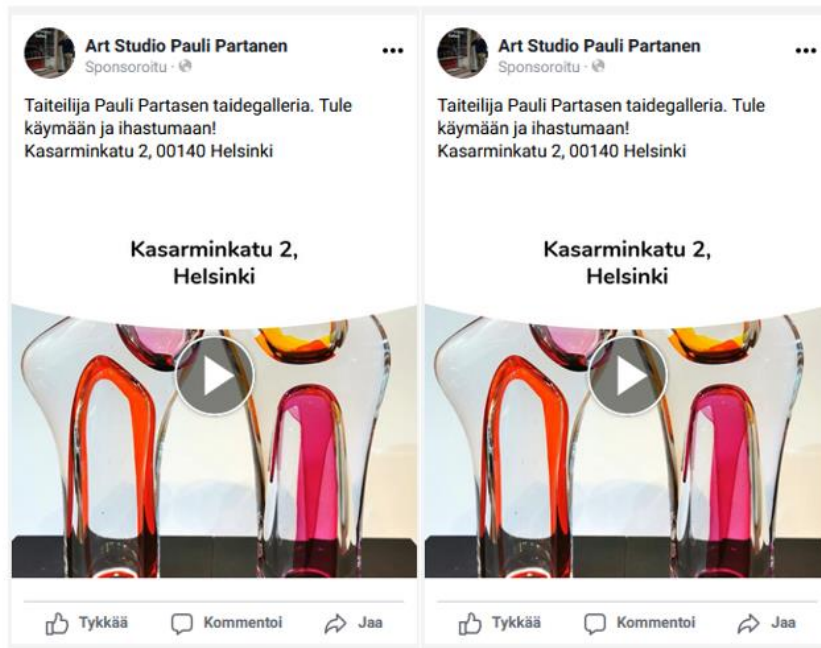 Art Studio Pauli Partanen
Sponsoroitu ·
Taiteilija Pauli Partasen taidegalleria. Tule
käymään ja ihastumaan!
Kasarminkatu 2, 00140 Helsinki
Kasarminkatu 2,
Helsinki
Tykkää Kommentoi Jaa
Art Studio Pauli Partanen
Sponsoroitu ·
Taiteilija Pauli Partasen taidegalleria. Tule
käymään ja ihastumaan!
Kasarminkatu 2, 00140 Helsinki
Kasarminkatu 2,
Helsinki
Tykkää Kommentoi Jaa